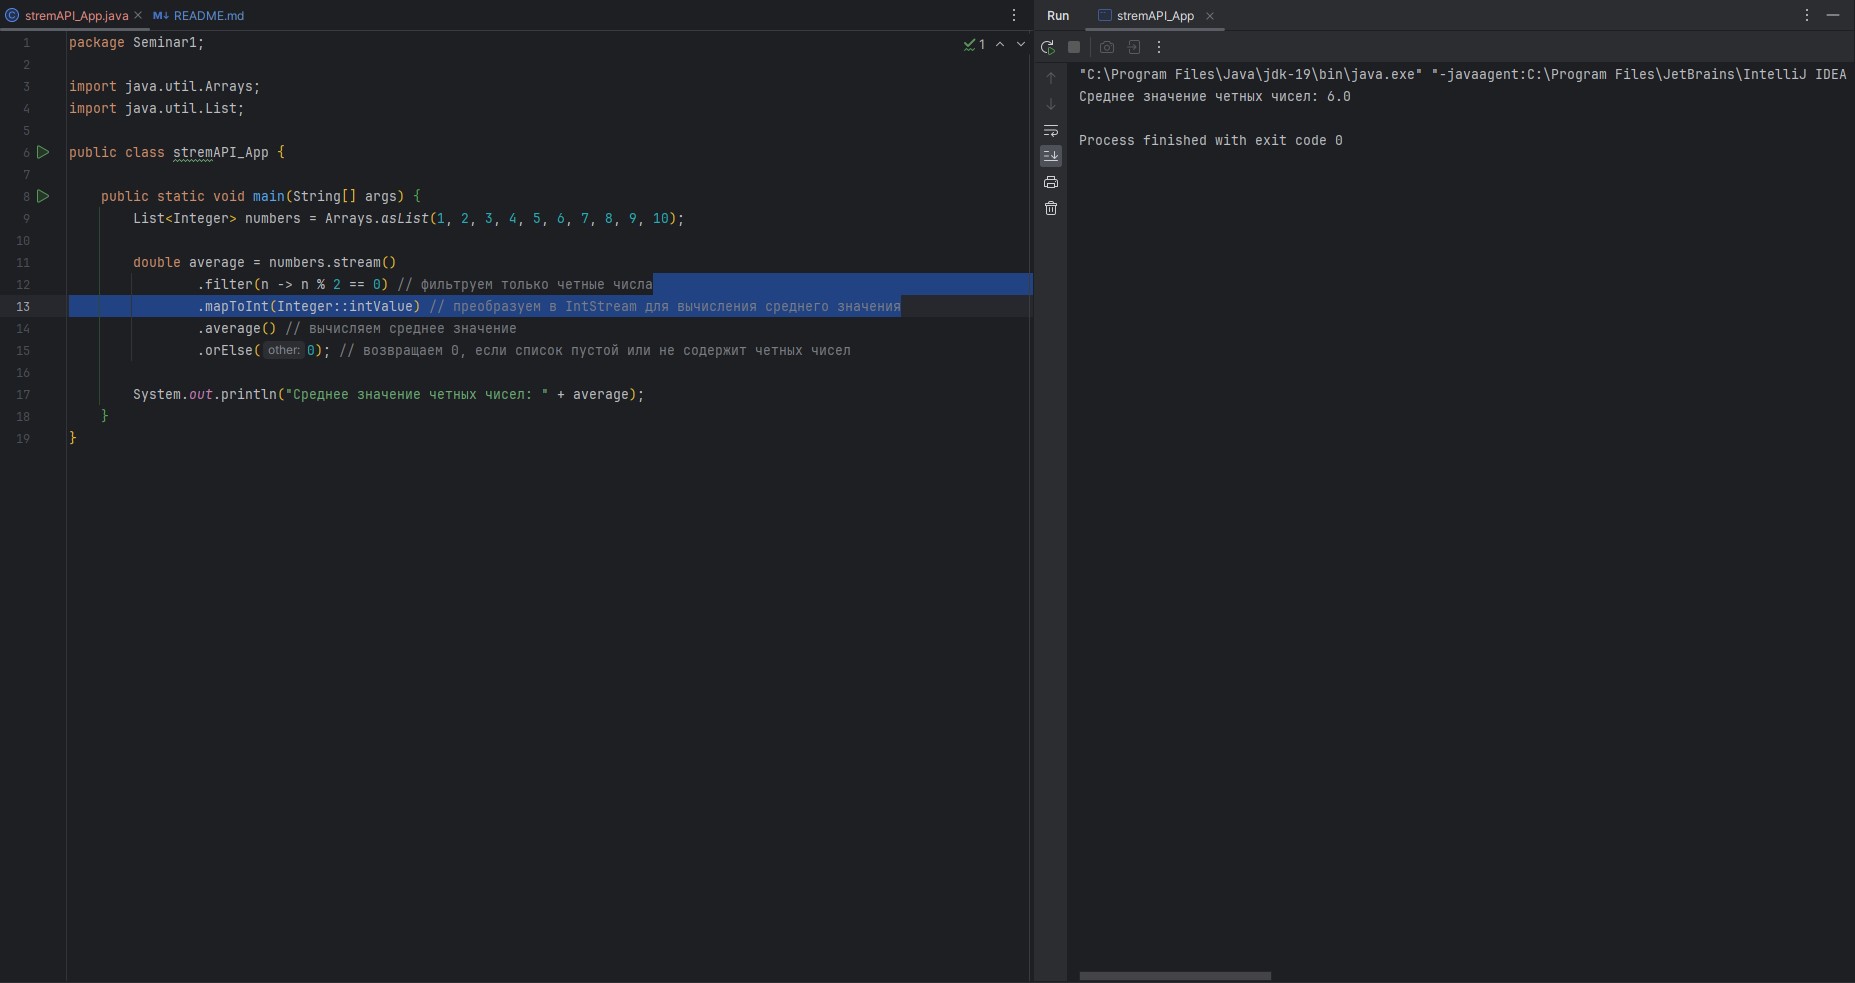 stremAPI_App.java
README.md
1 package Seminar1;
2
3 import java.util.Arrays;
4 import java.util.List;
5
6 public class stremAPI_App {
7
8 public static void main(String[] args) {
9 List<Integer> numbers = Arrays.asList(1, 2, 3, 4, 5, 6, 7, 8, 9, 10);
10
11 double average = numbers.stream()
12 .filter(n -> n % 2 == 0) // фильтруем только четные числа
13 .mapToInt(Integer::intValue) // преобразуем в IntStream для вычисления среднего значения
14 .average() // вычисляем среднее значение
15 .orElse( other: 0); // возвращаем 0, если список пустой или не содержит четных чисел
16
17 System.out.println("Среднее значение четных чисел: " + average);
18 }
19 }
1
Run stremAPI_App
"C:\Program Files\Java\jdk-19\bin\java.exe" "-javaagent:C:\Program Files\JetBrains\IntelliJ IDEA
Среднее значение четных чисел: 6.0
Process finished with exit code 0